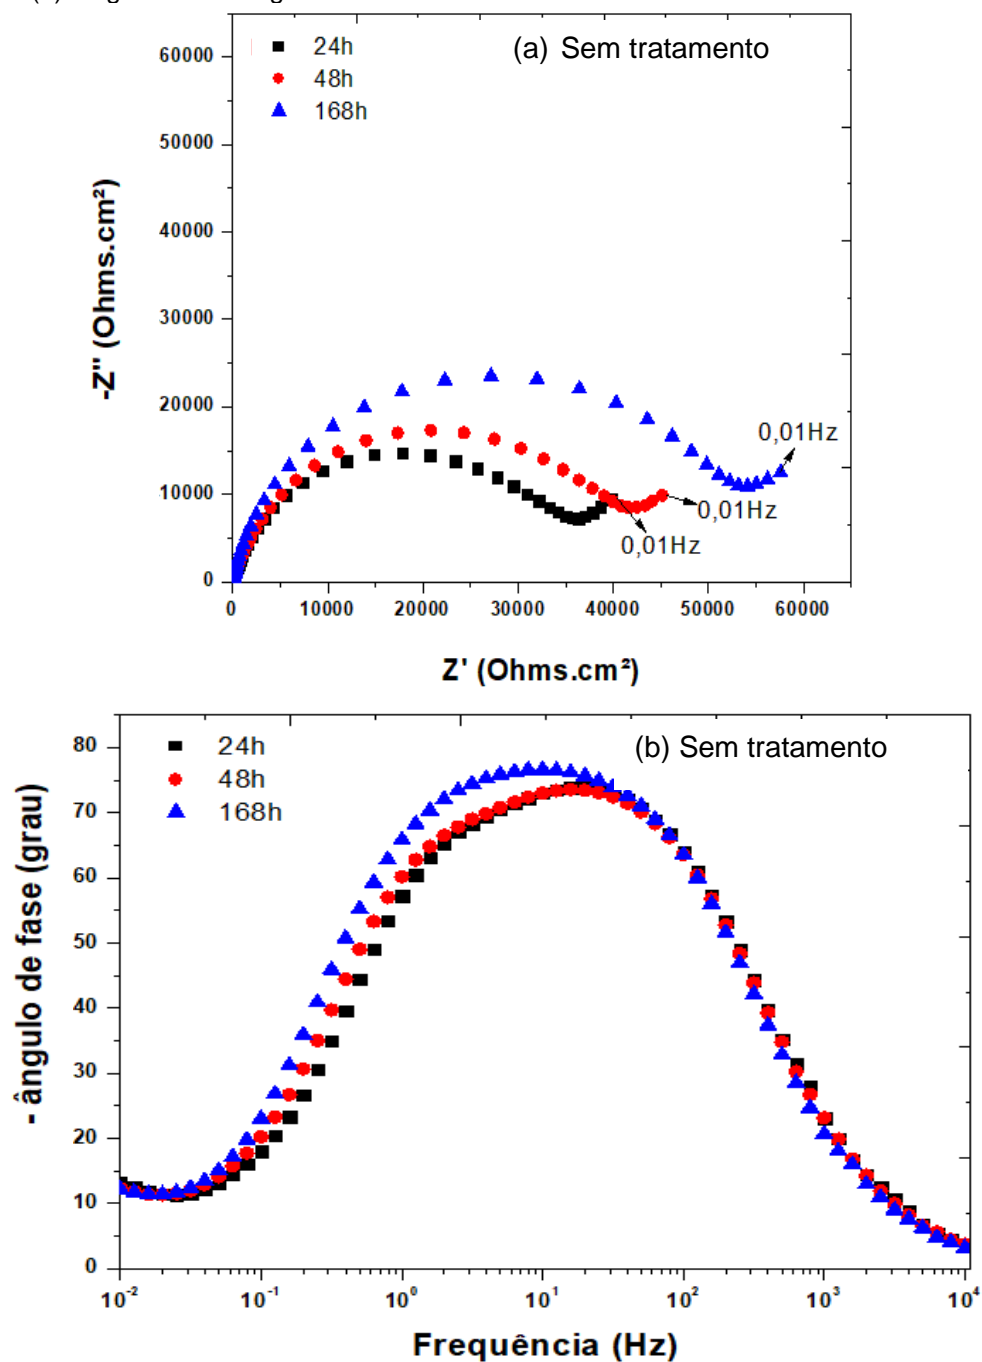 24h
48h
168h
(a) Sem tratamento
60000
50000
40000
30000
20000
10000
0
-Z'' (Ohms.cm²)
0,01Hz
0,01Hz
0,01Hz
0 10000 20000 30000 40000 50000 60000
Z' (Ohms.cm²)
24h
48h
168h
(b) Sem tratamento
80
70
60
50
40
30
20
10
0
- ângulo de fase (grau)
10⁻² 10⁻¹ 10⁰ 10¹ 10² 10³ 10⁴
Frequência (Hz)